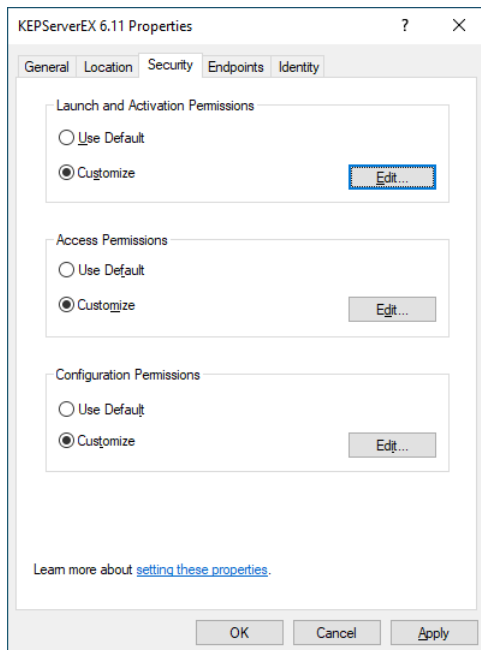 KEPServerEX 6.11 Properties ? ×
General Location Security Endpoints Identity
Launch and Activation Permissions
Use Default
Customize Edit...
Access Permissions
Use Default
Customize Edit...
Configuration Permissions
Use Default
Customize Edit...
Learn more about setting these properties.
OK Cancel Apply